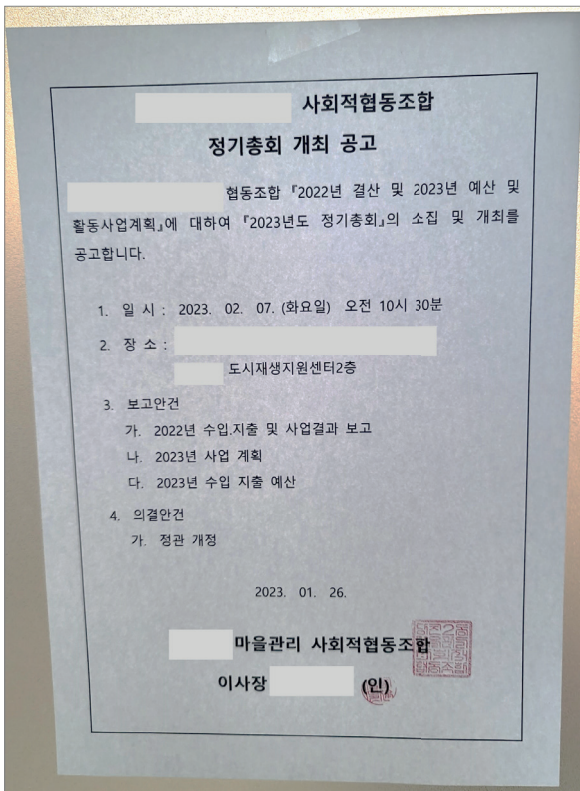 사회적협동조합
정기총회 개최 공고
협동조합 『2022년 결산 및 2023년 예산 및
활동사업계획』에 대하여 『2023년도 정기총회』의 소집 및 개최를
공고합니다.
1. 일 시 : 2023. 02. 07. (화요일) 오전 10시 30분
2. 장 소 :
도시재생지원센터2층
3. 보고안건
가. 2022년 수입.지출 및 사업결과 보고
나. 2023년 사업 계획
다. 2023년 수입 지출 예산
4. 의결안건
가. 정관 개정
2023. 01. 26.
마을관리 사회적협동조합
이사장 (인)